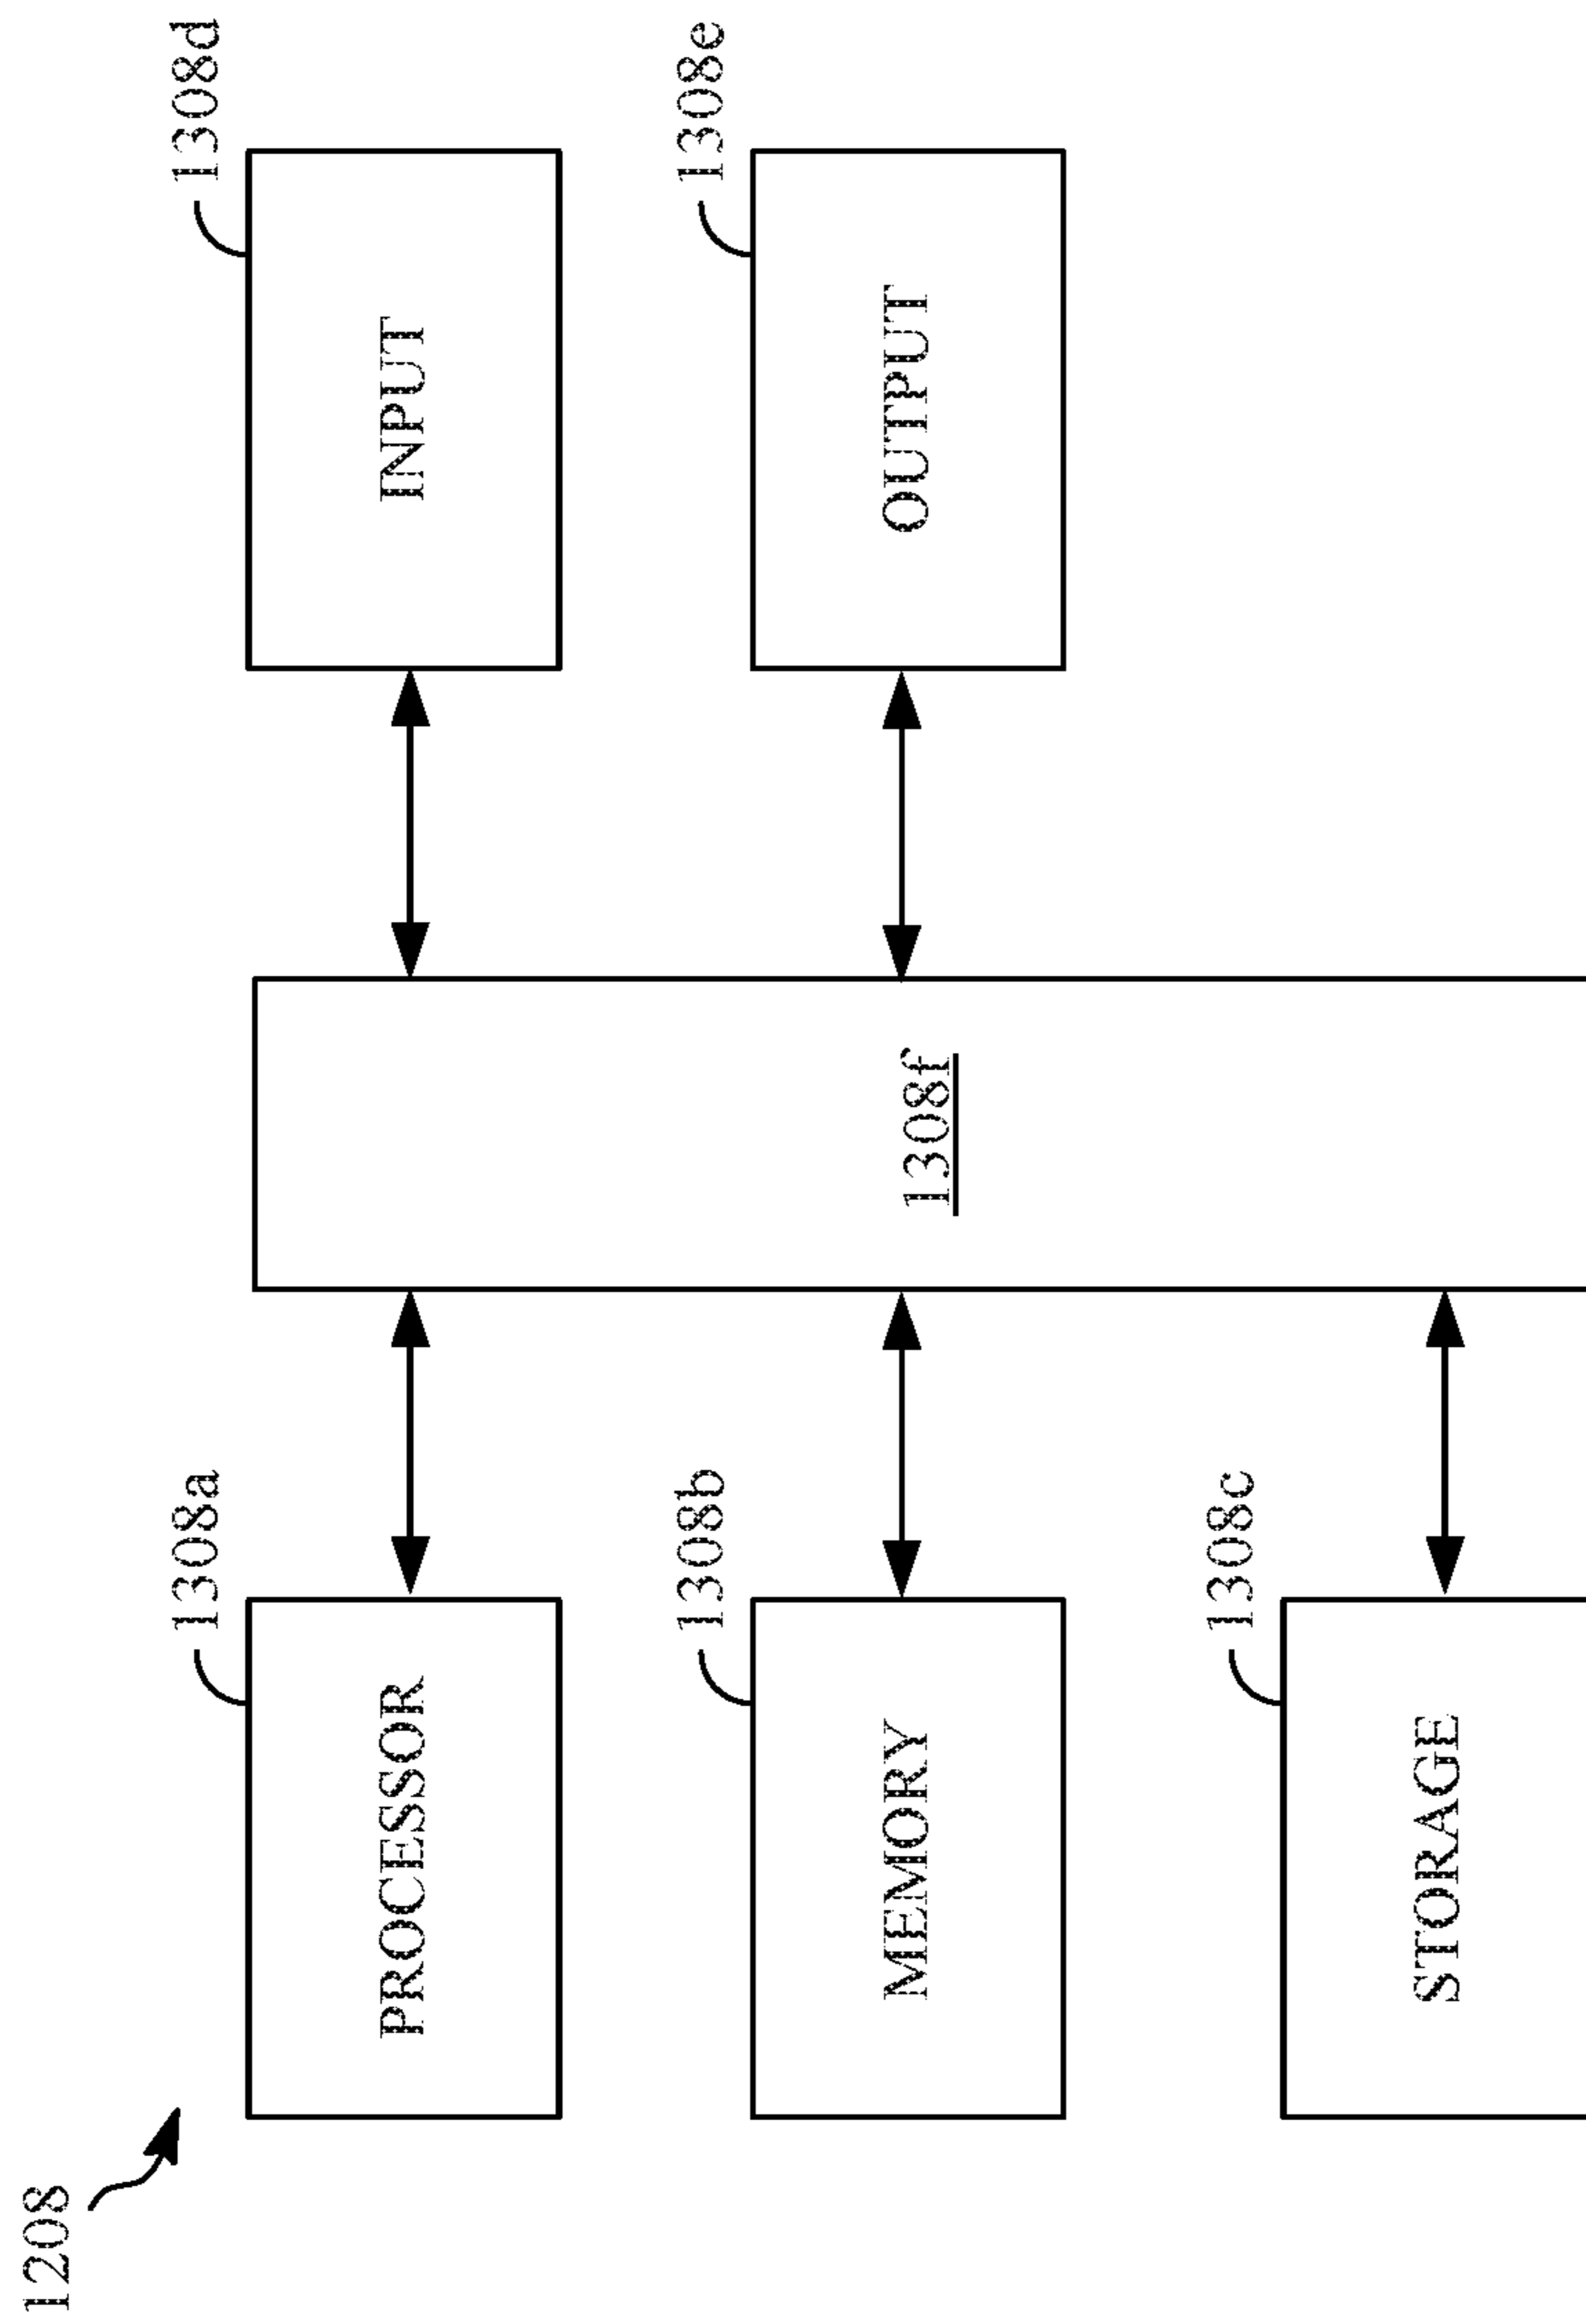 1208
1308a
PROCESSOR
1308d
INPUT
1308b
MEMORY
1308f
1308e
OUTPUT
1308c
STORAGE